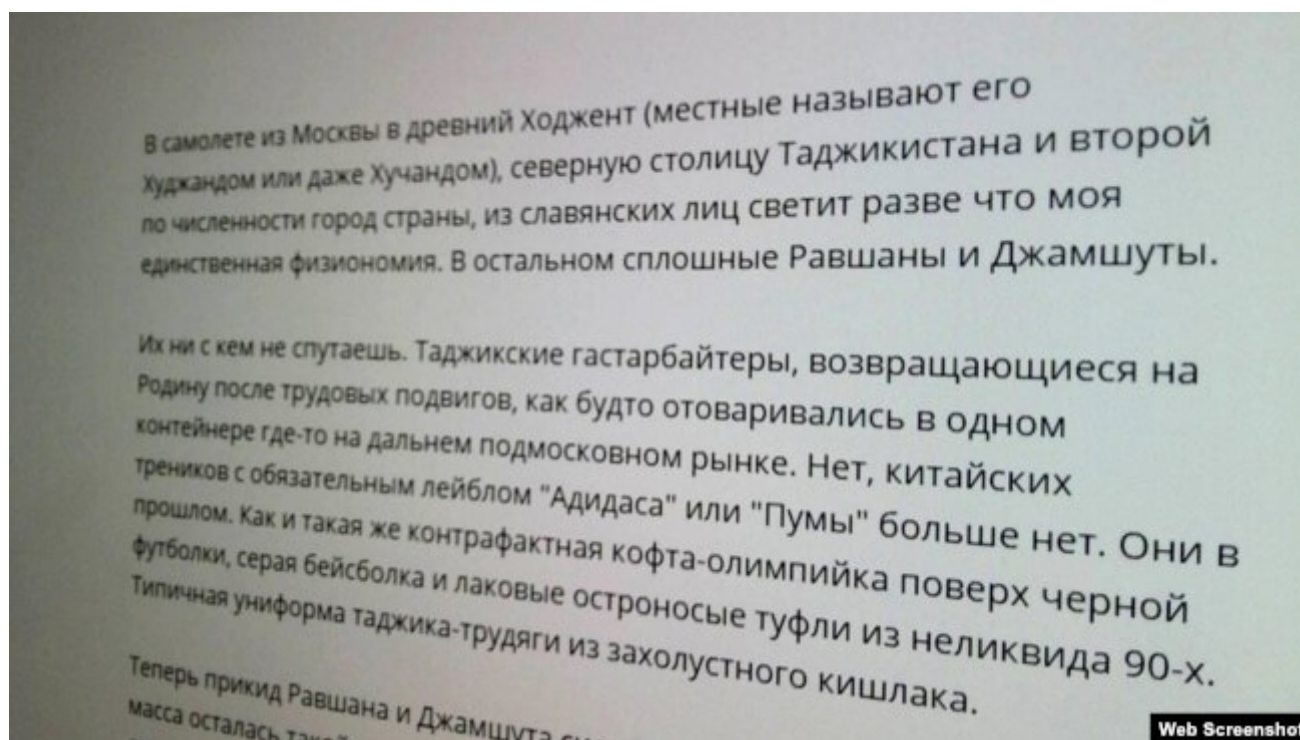 В самолете из Москвы в древний Ходжент (местные называют его
Худжандом или даже Хучандом), северную столицу Таджикистана и второй
по численности город страны, из славянских лиц светит разве что моя
единственная физиономия. В остальном сплошные Равшаны и Джамшуты.
Их ни с кем не спутаешь. Таджикские гастарбайтеры, возвращающиеся на
Родину после трудовых подвигов, как будто отоваривались в одном
контейнере где-то на дальнем подмосковном рынке. Нет, китайских
треников с обязательным лейблом "Адидаса" или "Пумы" больше нет. Они в
прошлом. Как и такая же контрафактная кофта-олимпийка поверх черной
футболки, серая бейсболка и лаковые остроносые туфли из неликвида 90-х.
Типичная униформа таджика-трудяги из захолустного кишлака.
Теперь прикид Равшана и Джамшута
масса осталась
Web Screenshot